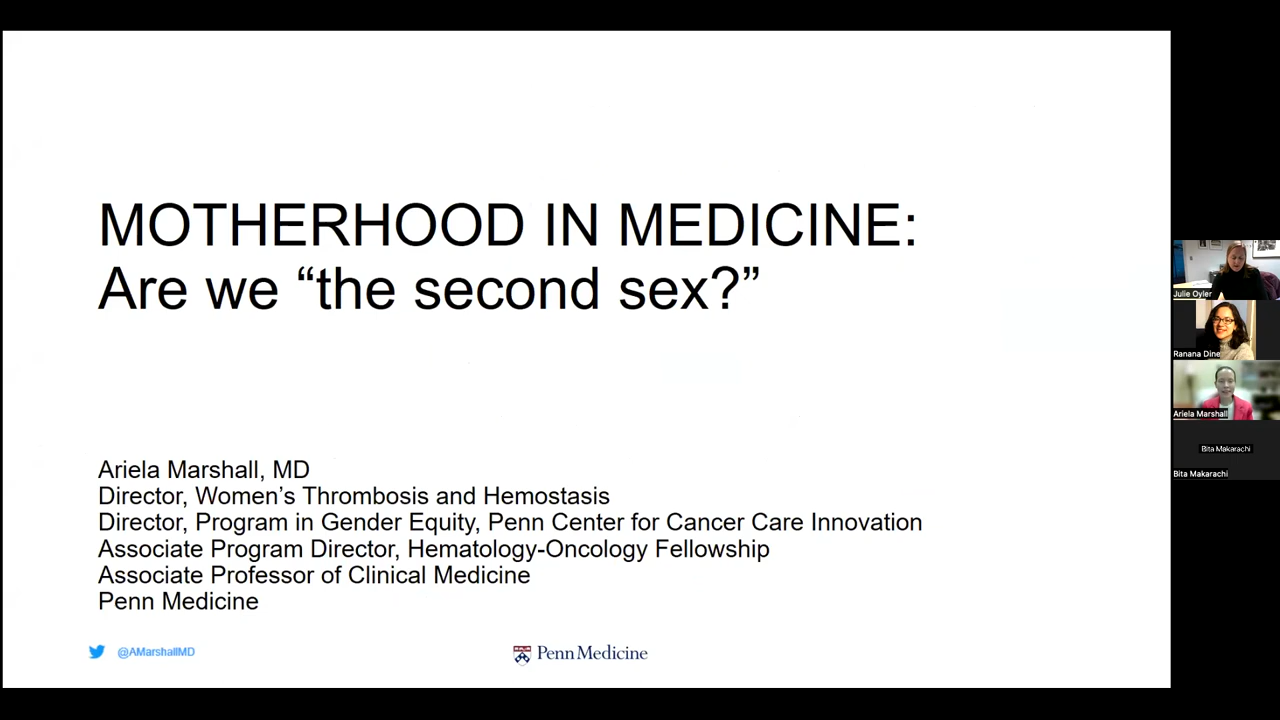 MOTHERHOOD IN MEDICINE:
Are we “the second sex?”
Ariela Marshall, MD
Director, Women’s Thrombosis and Hemostasis
Director, Program in Gender Equity, Penn Center for Cancer Care Innovation
Associate Program Director, Hematology-Oncology Fellowship
Associate Professor of Clinical Medicine
Penn Medicine
@AMarshallMD
Penn Medicine
Julie Oyler
Ranana Dine
Ariela Marshall
Bita Makarachi
Bita Makarachi